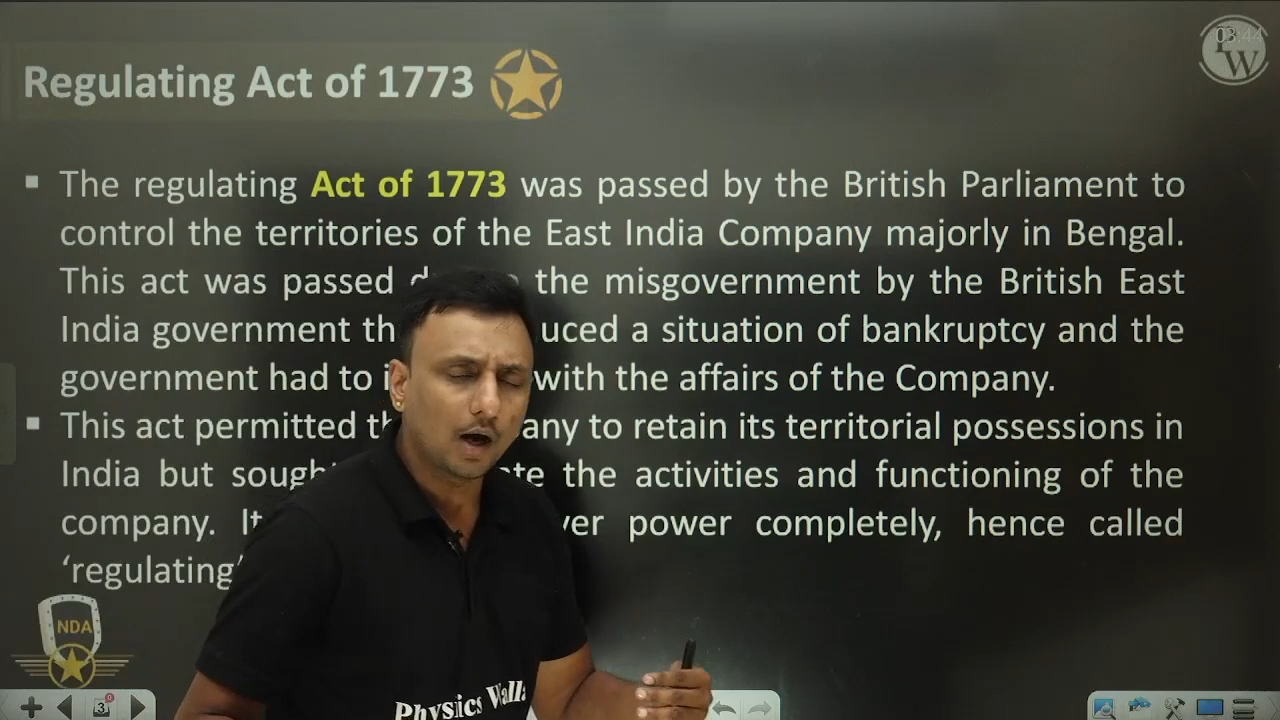 03:44
W
Regulating Act of 1773
▪ The regulating Act of 1773 was passed by the British Parliament to
control the territories of the East India Company majorly in Bengal.
This act was passed the misgovernment by the British East
India government uced a situation of bankruptcy and the
government had to with the affairs of the Company.
▪ This act permitted any to retain its territorial possessions in
India but the activities and functioning of the
company. It power completely, hence called
‘regulating’
NDA
3
Physics